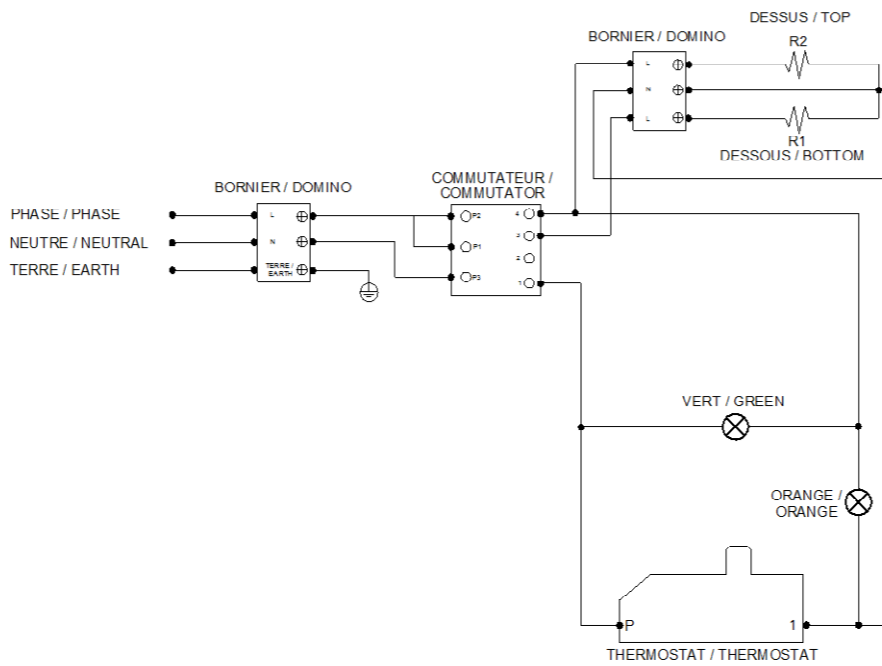 DESSUS / TOP
R2
BORNIER / DOMINO
L
N
L
R1
DESSOUS / BOTTOM
COMMUTATEUR /
COMMUTATOR
BORNIER / DOMINO
PHASE / PHASE
L
P2
4
NEUTRE / NEUTRAL
N
P1
3
TERRE / EARTH
TERRE /
EARTH
P3
2
1
VERT / GREEN
ORANGE /
ORANGE
P
1
THERMOSTAT / THERMOSTAT